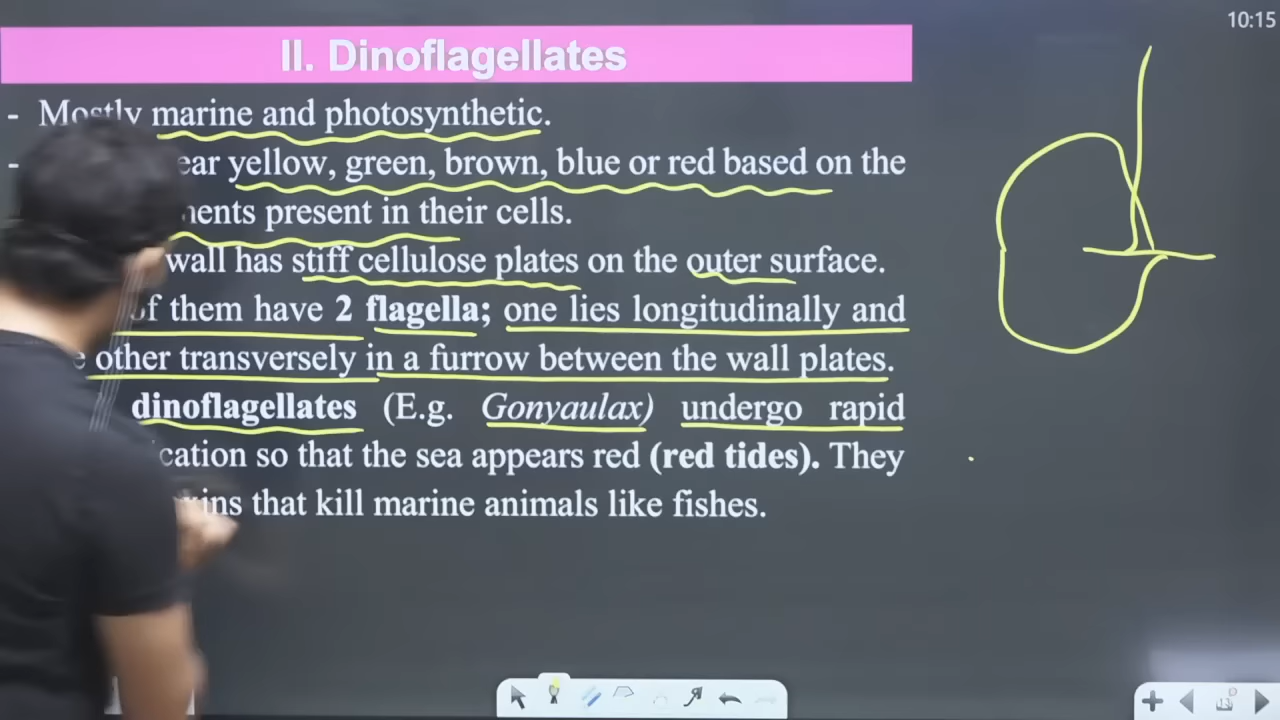 10:15
II. Dinoflagellates
- Mostly marine and photosynthetic.
- ear yellow, green, brown, blue or red based on the
ents present in their cells.
wall has stiff cellulose plates on the outer surface.
of them have 2 flagella; one lies longitudinally and
other transversely in a furrow between the wall plates.
dinoflagellates (E.g. Gonyaulax) undergo rapid
cation so that the sea appears red (red tides). They
ins that kill marine animals like fishes.